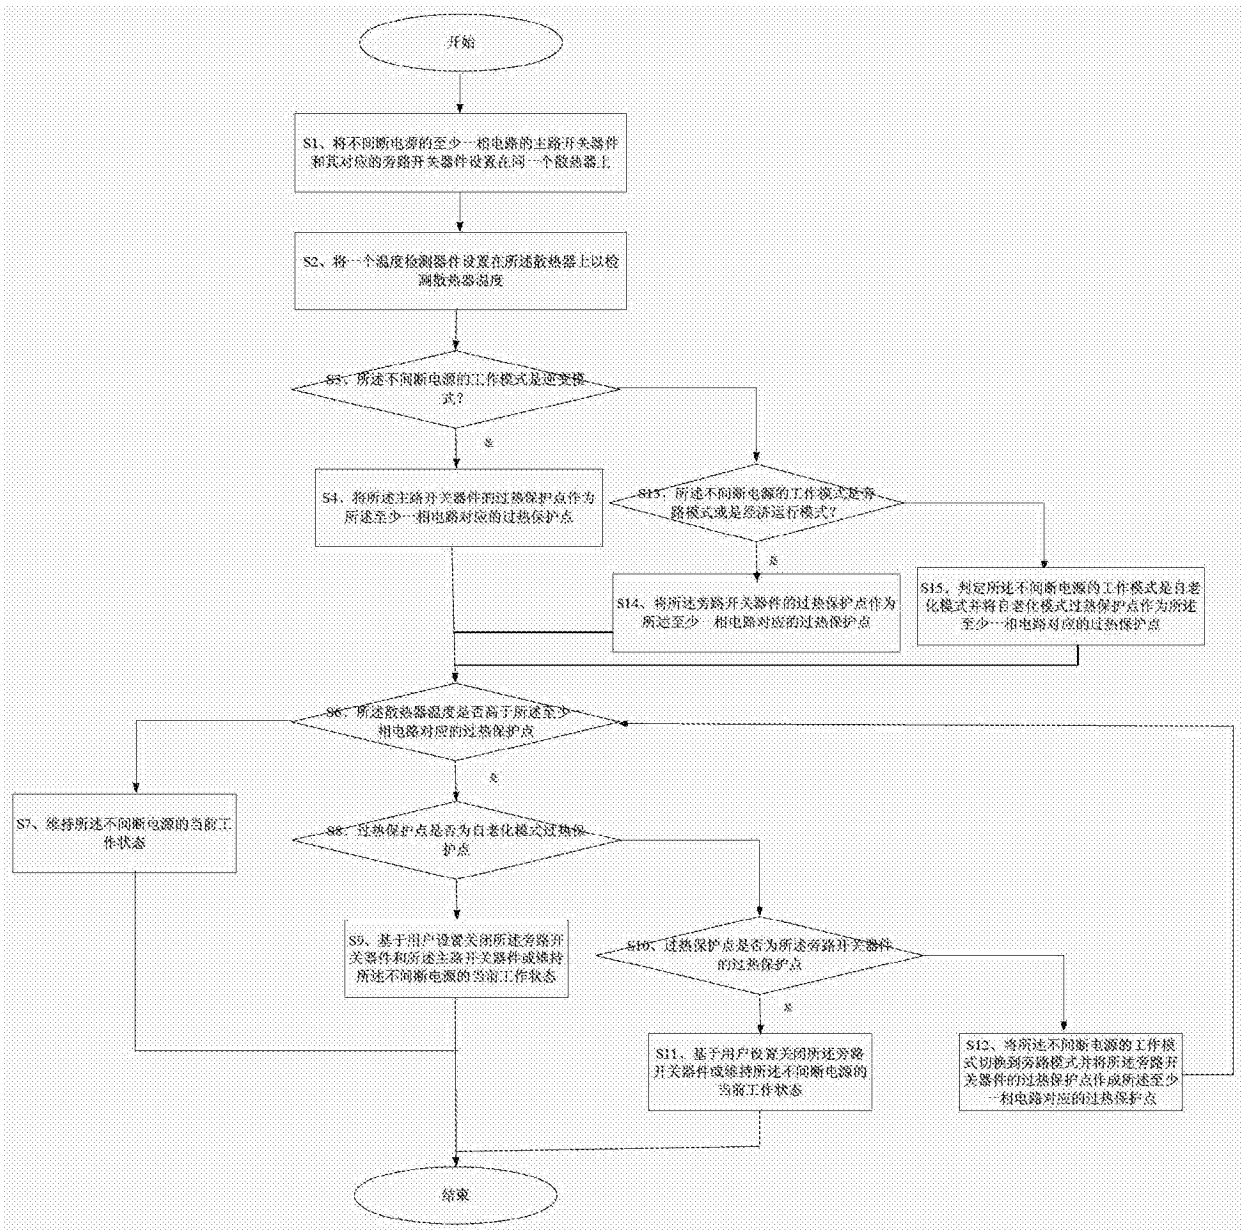 开始
S1、将不间断电源的至少一相电路的主路开关器件
和其对应的旁路开关器件设置在同一个散热器上
S2、将一个温度检测器件设置在所述散热器上以检
测散热器温度
S3、所述不间断电源的工作模式是逆变模
式？
是
S4、将所述主路开关器件的过热保护点作为
所述至少一相电路对应的过热保护点
S13、所述不间断电源的工作模式是旁
路模式或是经济运行模式？
是
S14、将所述旁路开关器件的过热保护点作为
所述至少一相电路对应的过热保护点
S15、判定所述不间断电源的工作模式是自老
化模式并将自老化模式过热保护点作为所述
至少一相电路对应的过热保护点
S6、所述散热器温度是否高于所述至少一
相电路对应的过热保护点
是
S7、维持所述不间断电源的当前工
作状态
S8、过热保护点是否为自老化模式过热保
护点
S9、基于用户设置关闭所述旁路开
关器件和所述主路开关器件或维持
所述不间断电源的当前工作状态
S10、过热保护点是否为所述旁路开关器件
的过热保护点
是
S11、基于用户设置关闭所述旁路
开关器件或维持所述不间断电源的
当前工作状态
S12、将所述不间断电源的工作模
式切换到旁路模式并将所述旁路开
关器件的过热保护点作成所述至少
一相电路对应的过热保护点
结束